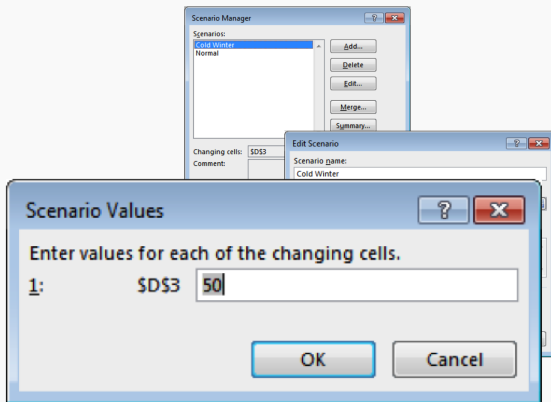 Scenario Manager
Scenarios:
Cold Winter
Normal
Add...
Delete
Edit...
Merge...
Summary...
Changing cells: $D$3
Comment:
Edit Scenario
Scenario name:
Cold Winter
Scenario Values
Enter values for each of the changing cells.
1: $D$3 50
OK Cancel